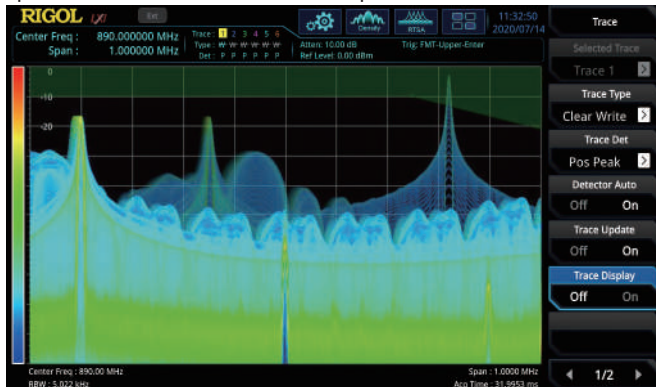 RIGOL LXI Ext
Center Freq : 890.000000 MHz
Span : 1.000000 MHz
Trace : 1 2 3 4 5 6
Type : W W W W W W
Det : P P P P P P
Density
RTSA
11:32:50
2020/07/14
Atten: 10.00 dB
Ref Level: 0.00 dBm
Trig: FMT-Upper-Enter
0
-10
-20
Center Freq : 890.00 MHz
RBW : 5.022 kHz
Span : 1.0000 MHz
Acq Time : 31.9953 ms
Trace
Selected Trace
Trace 1
Trace Type
Clear Write
Trace Det
Pos Peak
Detector Auto
Off On
Trace Update
Off On
Trace Display
Off On
1/2